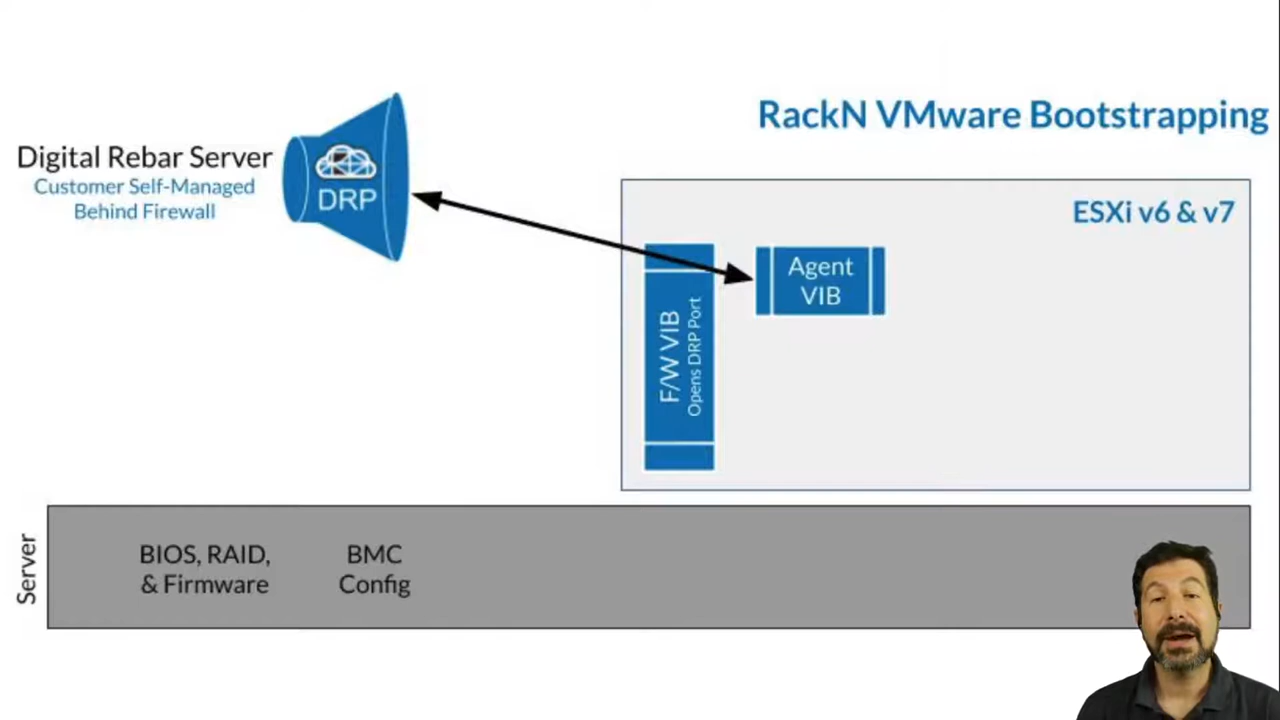 RackN VMware Bootstrapping
Digital Rebar Server
Customer Self-Managed
Behind Firewall
DRP
ESXi v6 & v7
Agent
VIB
F/W VIB
Opens DRP Port
Server
BIOS, RAID,
& Firmware
BMC
Config